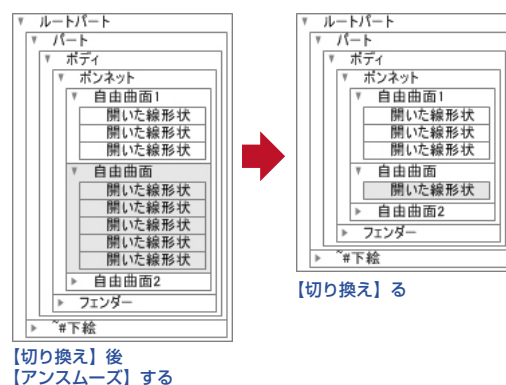 ルートパート
パート
ボディ
ボンネット
自由曲面1
開いた線形状
開いた線形状
開いた線形状
自由曲面
開いた線形状
開いた線形状
開いた線形状
開いた線形状
開いた線形状
自由曲面2
フェンダー
~#下絵
【切り換え】後
【アンスムーズ】する
ルートパート
パート
ボディ
ボンネット
自由曲面1
開いた線形状
開いた線形状
開いた線形状
自由曲面
開いた線形状
自由曲面2
フェンダー
~#下絵
【切り換え】る